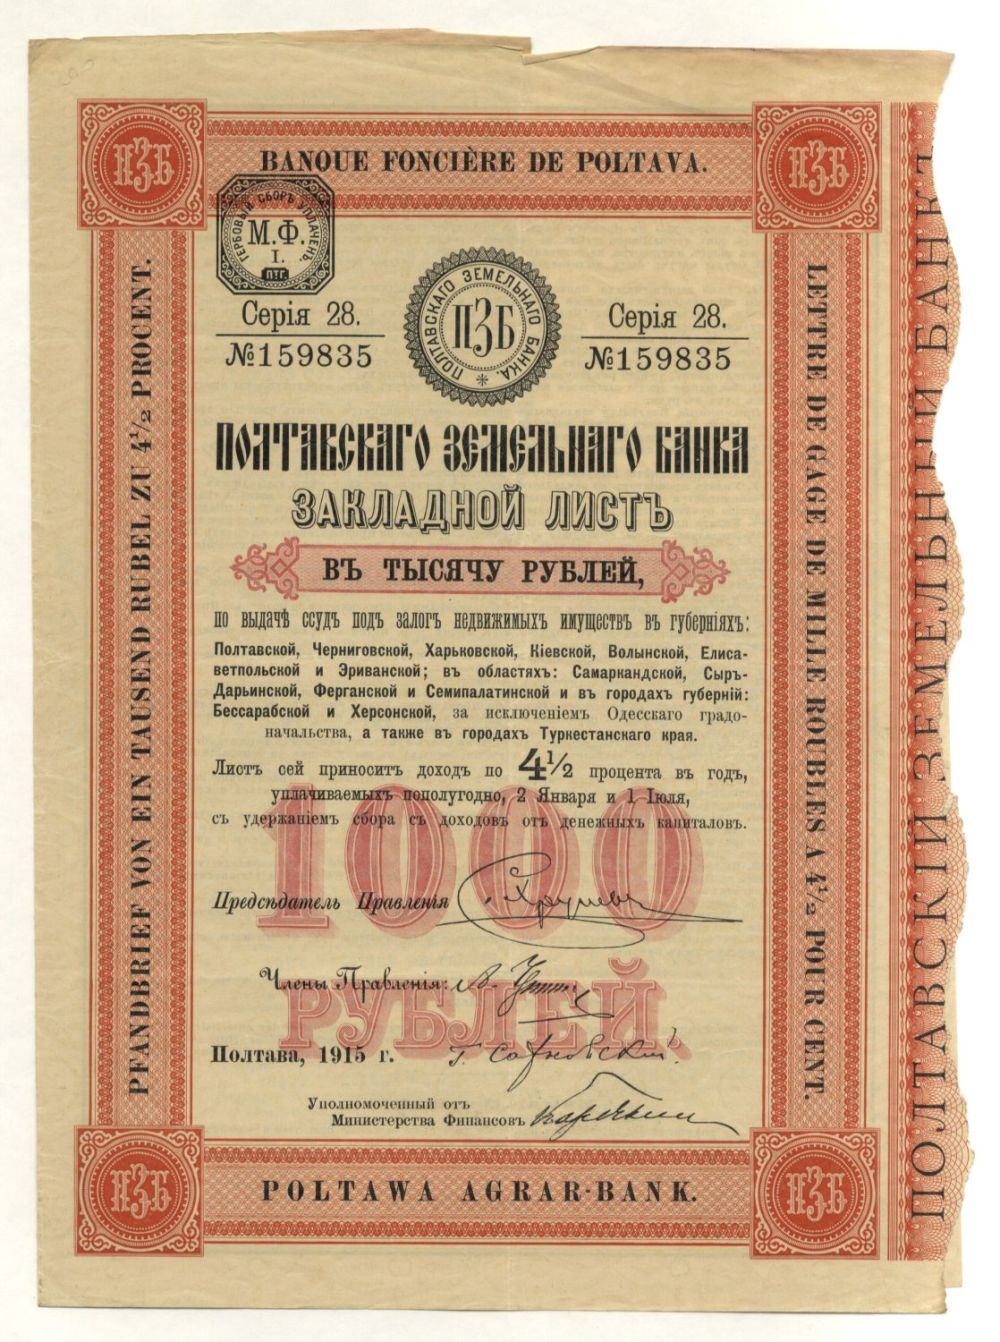 BANQUE FONCIÈRE DE POLTAVA.
ПЗБ
ПЗБ
ГЕРБОВЫЙ СБОРЪ УПЛАЧЕНЪ.
М.Ф.
I.
ПТГ.
ПОЛТАВСКАГО ЗЕМЕЛЬНАГО БАНКА.
ПЗБ
Серія 28.
№159835
Серія 28.
№159835
ПОЛТАВСКАГО ЗЕМЕЛЬНАГО БАНКА
ЗАКЛАДНОЙ ЛИСТЪ
ВЪ ТЫСЯЧУ РУБЛЕЙ,
по выдачѣ ссудъ подъ залогъ недвижимыхъ имуществъ въ губерніяхъ:
Полтавской, Черниговской, Харьковской, Кіевской, Волынской, Елиса-
ветпольской и Эриванской; въ областяхъ: Самаркандской, Сыръ-
Дарьинской, Ферганской и Семипалатинской и въ городахъ губерній:
Бессарабской и Херсонской, за исключеніемъ Одесскаго градо-
начальства, а также въ городахъ Туркестанскаго края.
Листъ сей приноситъ доходъ по 4½ процента въ годъ,
уплачиваемыхъ пополугодно, 2 Января и 1 Іюля,
съ удержаніемъ сбора съ доходовъ отъ денежныхъ капиталовъ.
1000
РУБЛЕЙ.
Предсѣдатель Правленія
Члены Правленія:
Полтава, 1915 г.
Уполномоченный отъ
Министерства Финансовъ
ПЗБ
ПЗБ
POLTAWA AGRAR-BANK.
PFANDBRIEF VON EIN TAUSEND RUBEL ZU 4½ PROCENT.
LETTRE DE GAGE DE MILLE ROUBLES A 4½ POUR CENT.
ПОЛТАВСКІЙ ЗЕМЕЛЬНЫЙ БАНКЪ